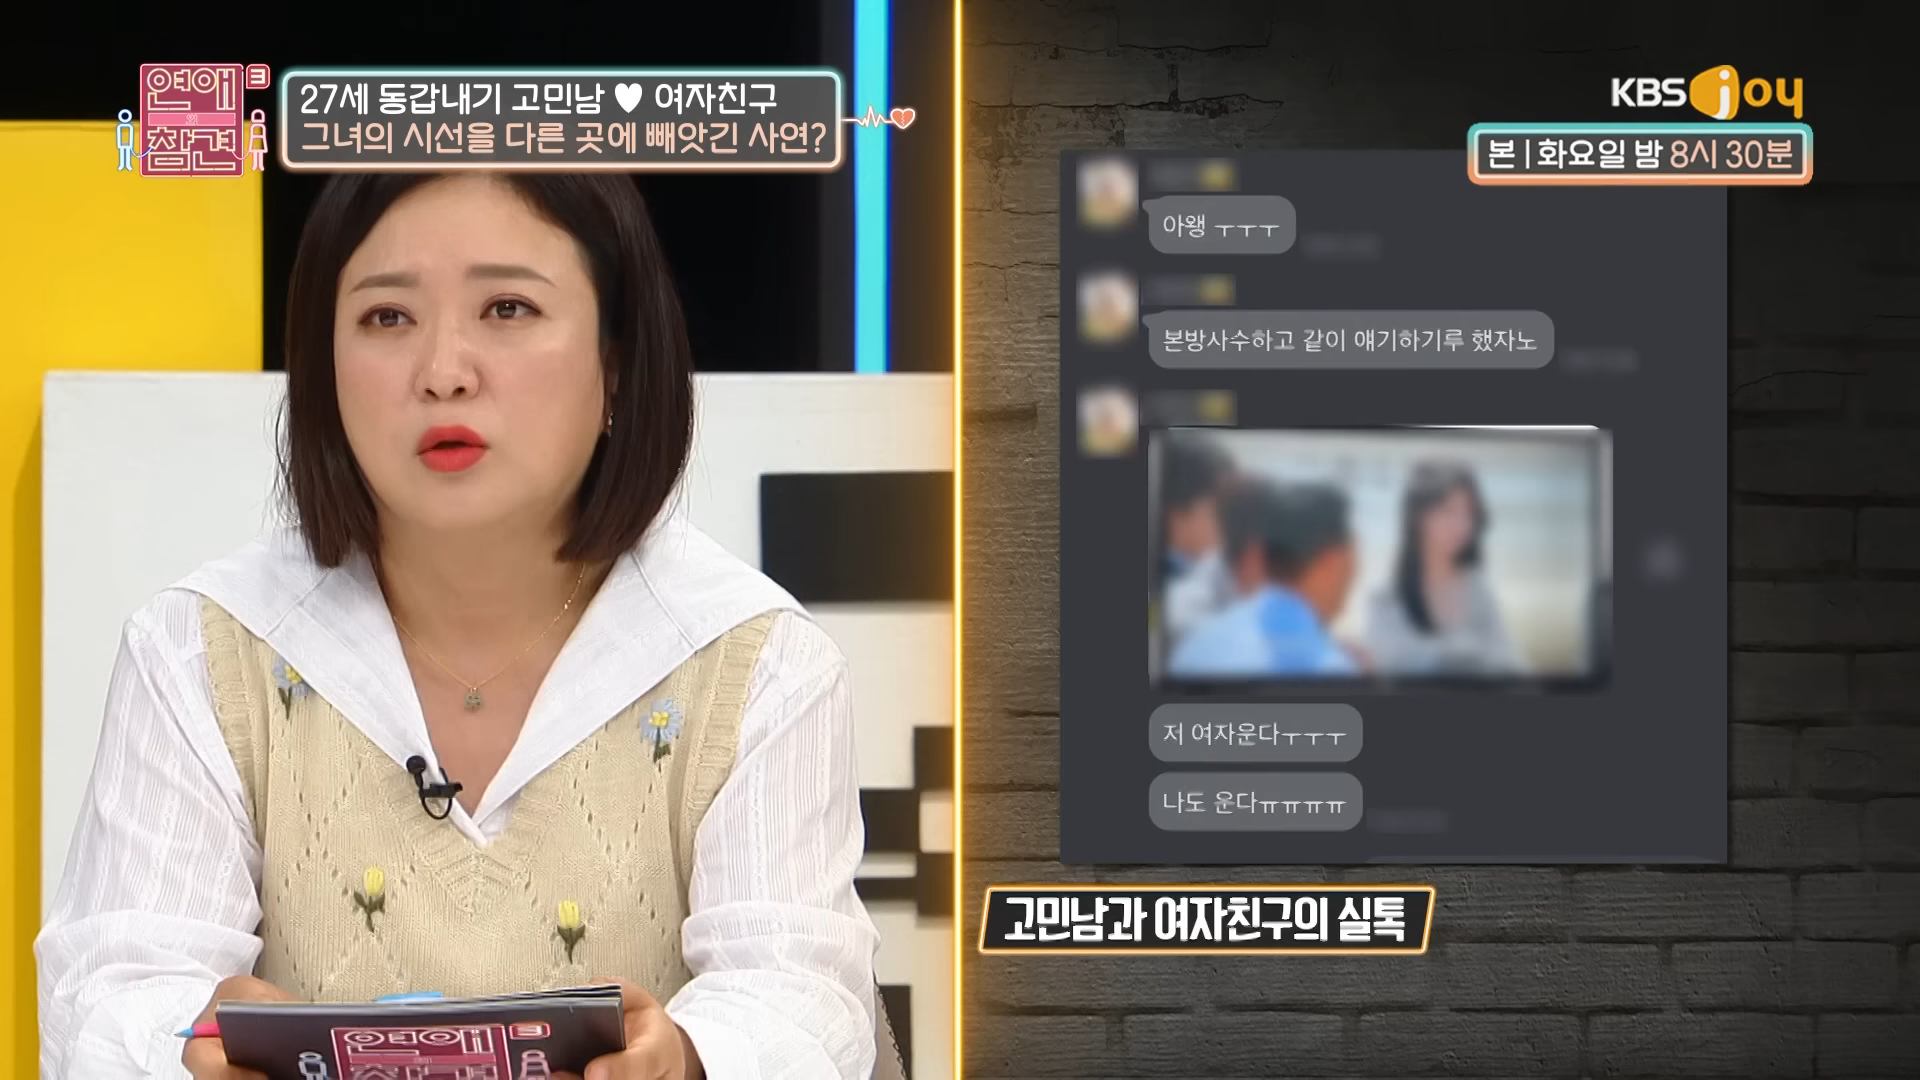 연애의 참견 3
27세 동갑내기 고민남 ♥ 여자친구
그녀의 시선을 다른 곳에 빼앗긴 사연?
KBS joy
본 | 화요일 밤 8시 30분
아왱 ㅜㅜㅜ
본방사수하고 같이 얘기하기루 했자노
저 여자운다ㅜㅜㅜ
나도 운다ㅠㅠㅠㅠ
고민남과 여자친구의 실톡
연애 3